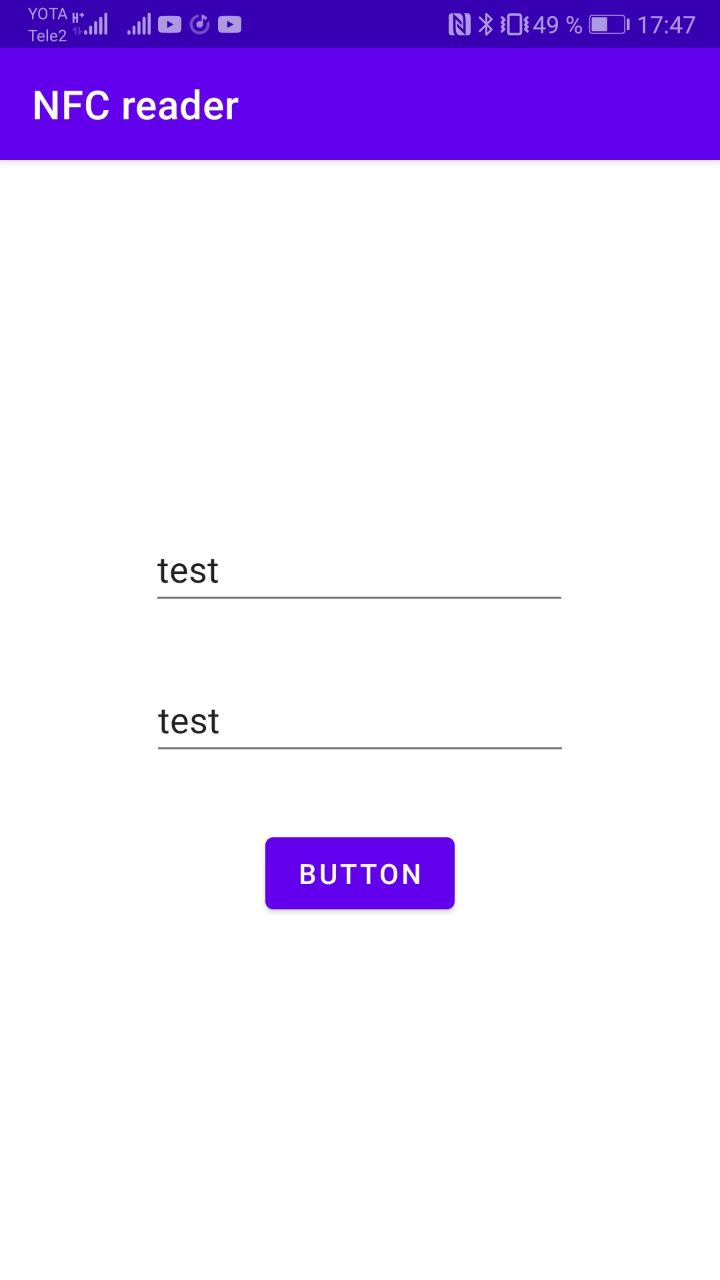 YOTA H+
Tele2
49 % 17:47
NFC reader
test
test
BUTTON